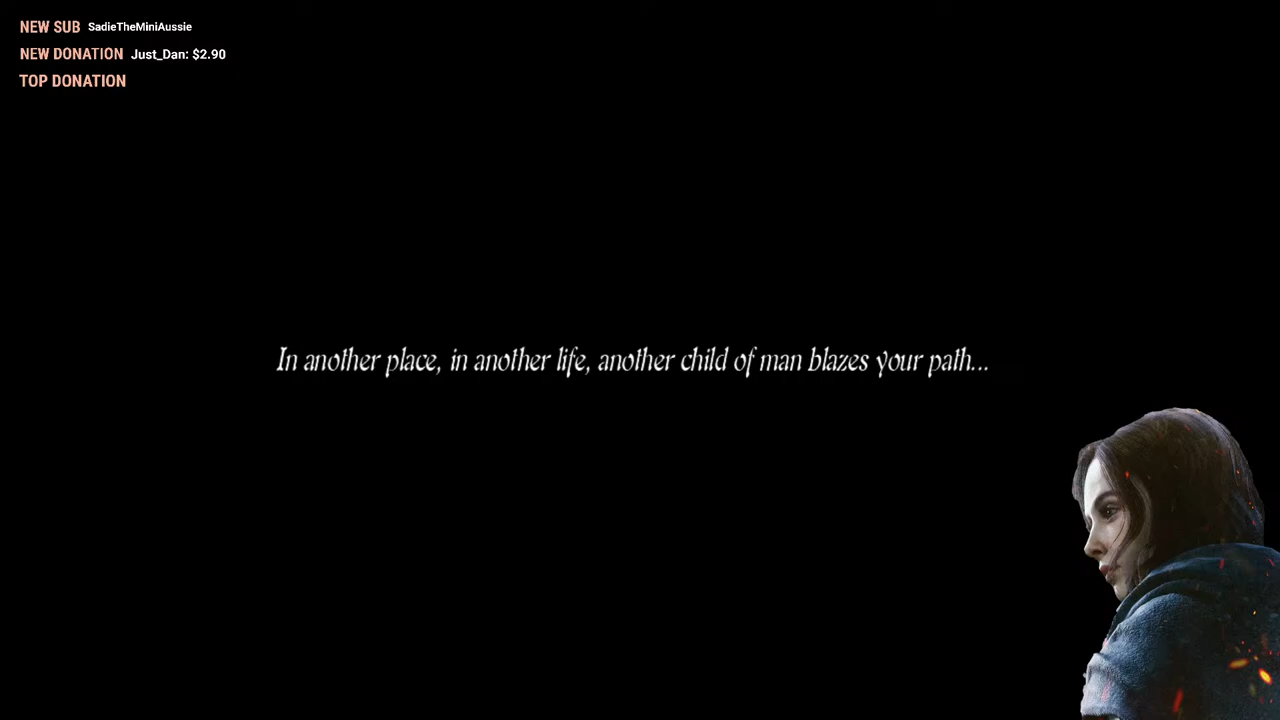 NEW SUB SadieTheMiniAussie
NEW DONATION Just_Dan: $2.90
TOP DONATION
In another place, in another life, another child of man blazes your path...